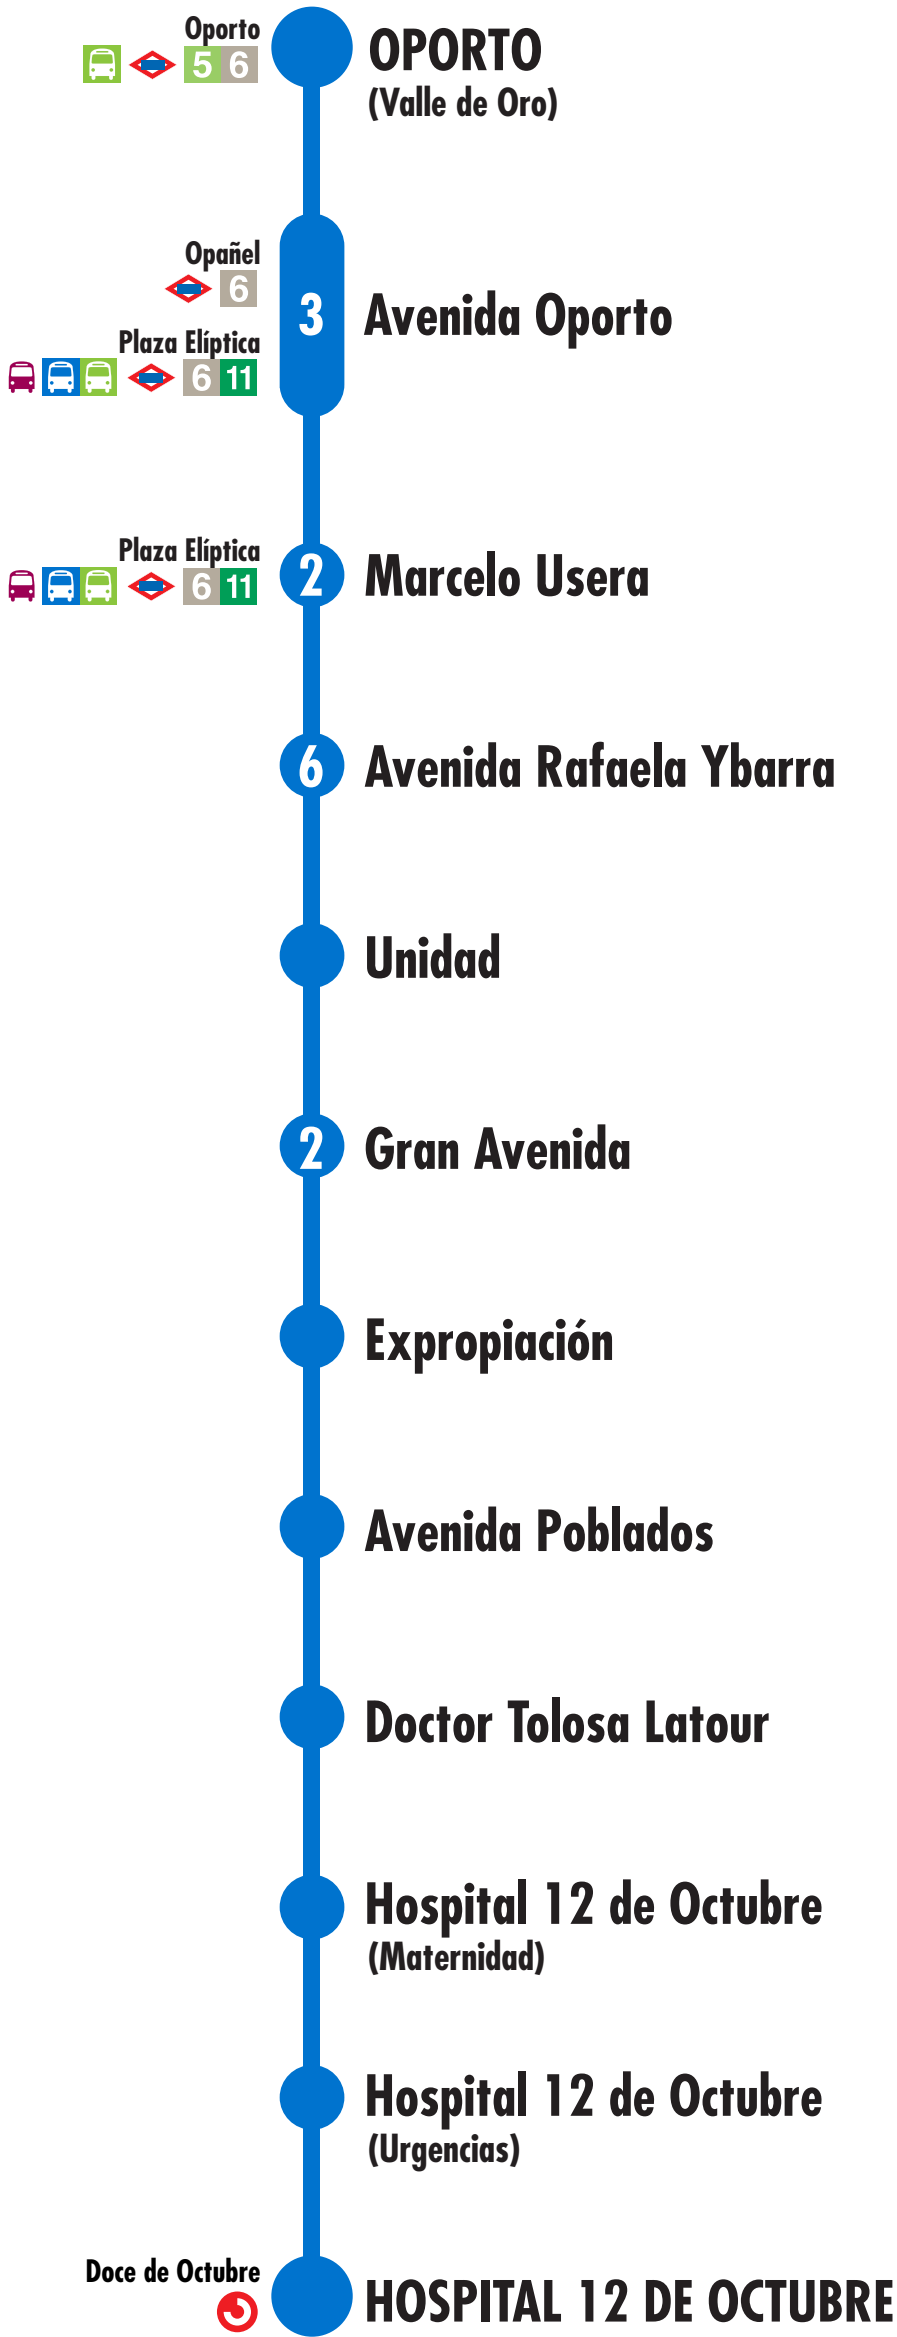 Oporto
5 6
OPORTO
(Valle de Oro)
Opañel
6
3
Avenida Oporto
Plaza Elíptica
6 11
Plaza Elíptica
6 11
2
Marcelo Usera
6
Avenida Rafaela Ybarra
Unidad
2
Gran Avenida
Expropiación
Avenida Poblados
Doctor Tolosa Latour
Hospital 12 de Octubre
(Maternidad)
Hospital 12 de Octubre
(Urgencias)
Doce de Octubre
HOSPITAL 12 DE OCTUBRE